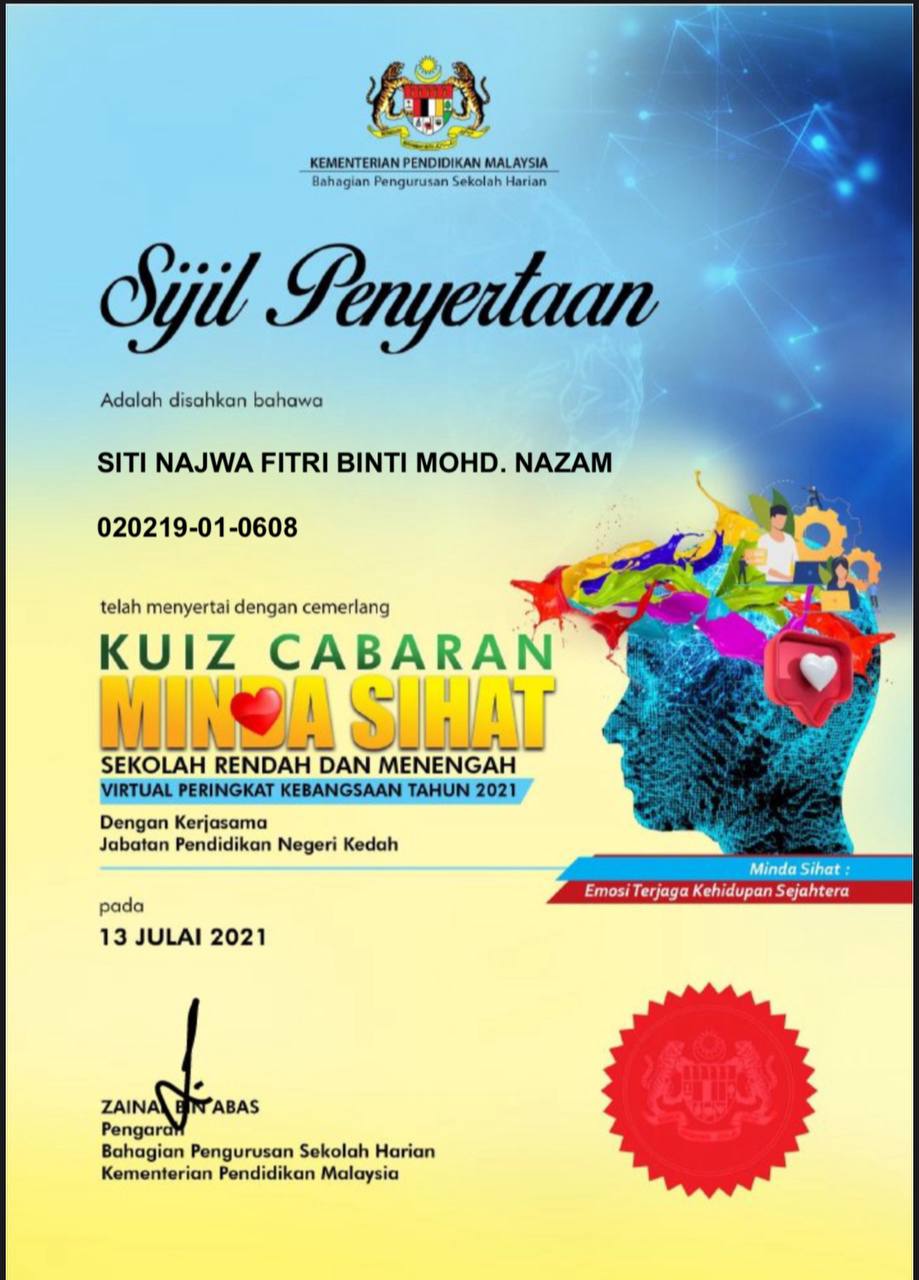 KEMENTERIAN PENDIDIKAN MALAYSIA
Bahagian Pengurusan Sekolah Harian
Sijil Penyertaan
Adalah disahkan bahawa
SITI NAJWA FITRI BINTI MOHD. NAZAM
020219-01-0608
telah menyertai dengan cemerlang
KUIZ CABARAN
MINDA SIHAT
SEKOLAH RENDAH DAN MENENGAH
VIRTUAL PERINGKAT KEBANGSAAN TAHUN 2021
Dengan Kerjasama
Jabatan Pendidikan Negeri Kedah
Minda Sihat :
Emosi Terjaga Kehidupan Sejahtera
pada
13 JULAI 2021
ZAINAL BIN ABAS
Pengarah
Bahagian Pengurusan Sekolah Harian
Kementerian Pendidikan Malaysia